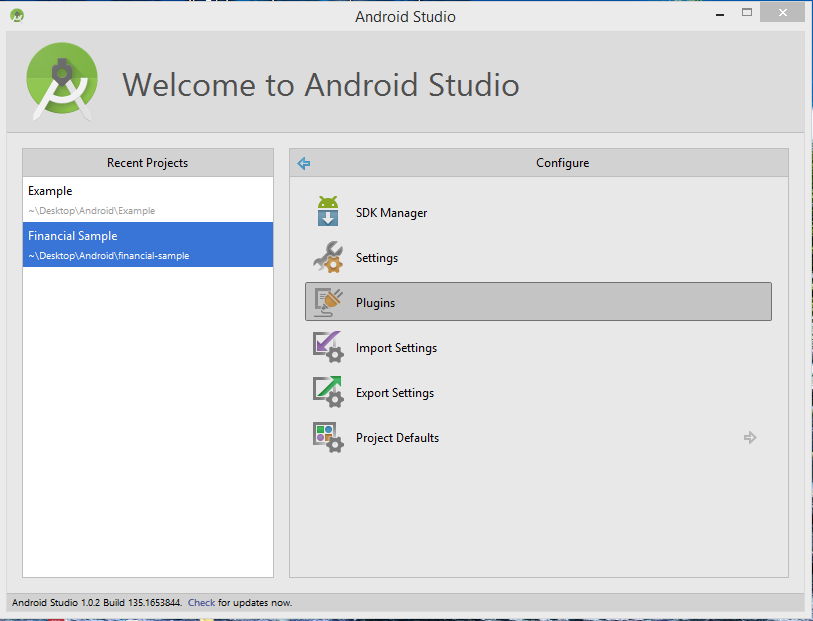 Android Studio
Welcome to Android Studio
Recent Projects
Example
~\Desktop\Android\Example
Financial Sample
~\Desktop\Android\financial-sample
Configure
SDK Manager
Settings
Plugins
Import Settings
Export Settings
Project Defaults
Android Studio 1.0.2 Build 135.1653844. Check for updates now.